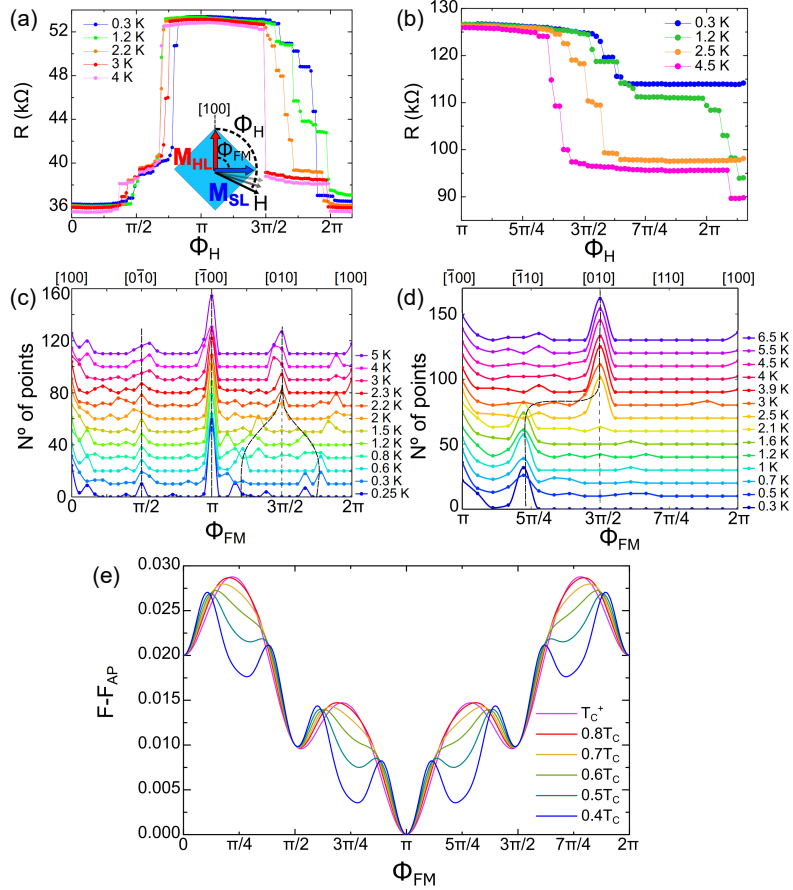 (a)
R (kΩ)
52
48
44
40
36
0.3 K
1.2 K
2.2 K
3 K
4 K
[100]
Φ_H
Φ_FM
M_HL
M_SL
H
0 π/2 π 3π/2 2π
Φ_H
(b)
R (kΩ)
130
120
110
100
90
0.3 K
1.2 K
2.5 K
4.5 K
π 5π/4 3π/2 7π/4 2π
Φ_H
(c)
[100] [01̄0] [1̄00] [010] [100]
Nº of points
160
120
80
40
0
5 K
4 K
3 K
2.3 K
2.2 K
2 K
1.5 K
1.2 K
0.8 K
0.6 K
0.3 K
0.25 K
0 π/2 π 3π/2 2π
Φ_FM
(d)
[1̄00] [1̄10] [010] [110] [100]
Nº of points
150
100
50
0
6.5 K
5.5 K
4.5 K
4 K
3.9 K
3 K
2.5 K
2.1 K
1.6 K
1.2 K
1 K
0.7 K
0.5 K
0.3 K
π 5π/4 3π/2 7π/4 2π
Φ_FM
(e)
F-F_AP
0.030
0.025
0.020
0.015
0.010
0.005
0.000
T_C⁺
0.8T_C
0.7T_C
0.6T_C
0.5T_C
0.4T_C
0 π/4 π/2 3π/4 π 5π/4 3π/2 7π/4 2π
Φ_FM